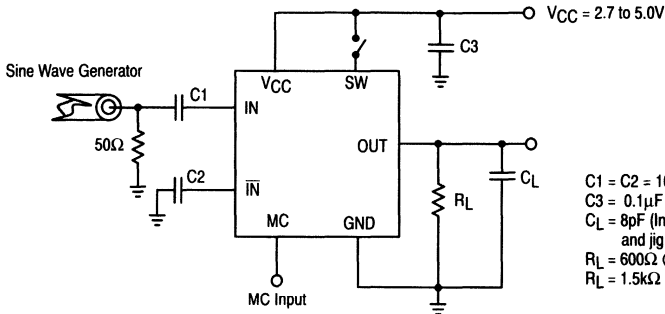 VCC = 2.7 to 5.0V
C3
Sine Wave Generator
VCC
SW
C1
IN
50Ω
OUT
C2
IN
RL
CL
MC
GND
MC Input
C1 = C2 =
C3 = 0.1µF
CL = 8pF (In
and jig
RL = 600Ω
RL = 1.5kΩ